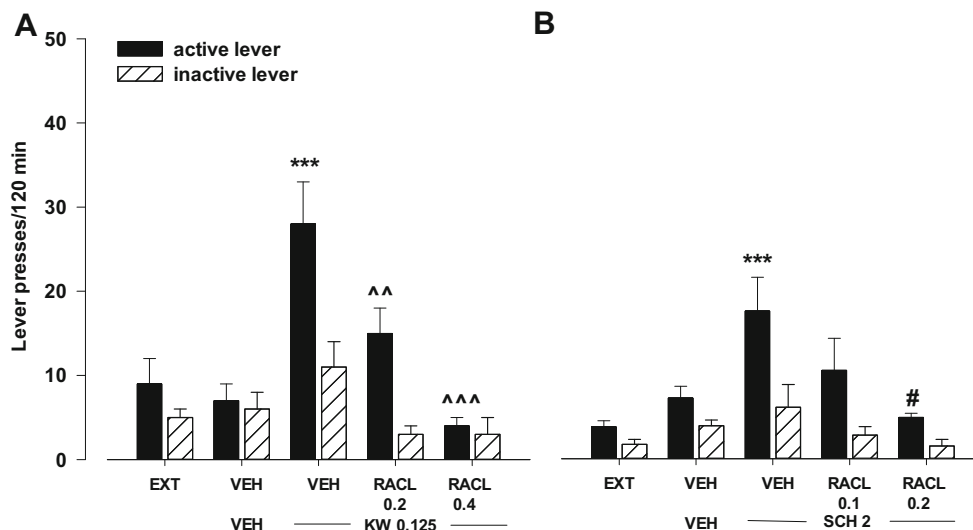 A
active lever
inactive lever
Lever presses/120 min
50
40
30
20
10
0
***
^^
^^^
EXT VEH VEH RACL RACL
0.2 0.4
VEH KW 0.125
B
***
#
EXT VEH VEH RACL RACL
0.1 0.2
VEH SCH 2